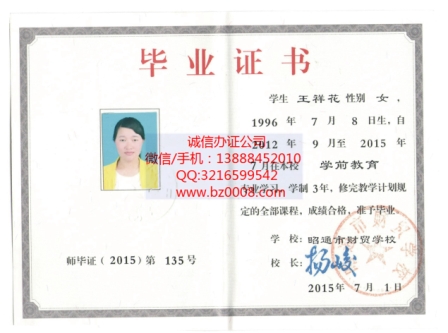 毕业证书
学生 王祥花 性别 女 ，
1996 年 7 月 8 日生，自
2012 年 9 月至 2015 年
7 月在本校 学前教育
专业学习，学制 3年，修完教学计划规
定的全部课程，成绩合格，准予毕业。
诚信办证公司
微信/手机：13888452010
QQ:3216599542
www.bz0008.com
学 校：昭通市财贸学校
校 长：
师毕证（2015）第 135号
2015年 7 月 1 日